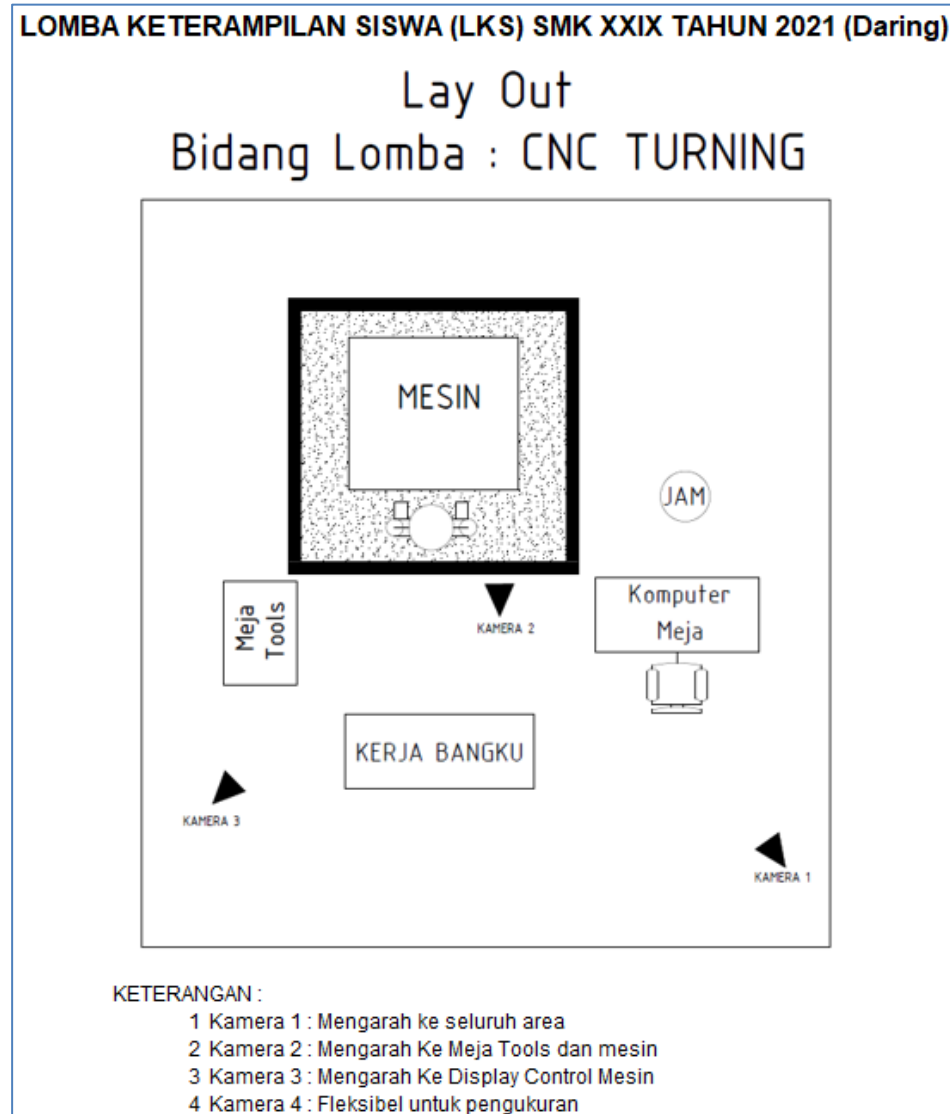 LOMBA KETERAMPILAN SISWA (LKS) SMK XXIX TAHUN 2021 (Daring)
Lay Out
Bidang Lomba : CNC TURNING
MESIN
JAM
Meja
Tools
KAMERA 2
Komputer
Meja
KERJA BANGKU
KAMERA 3
KAMERA 1
KETERANGAN :
1 Kamera 1 : Mengarah ke seluruh area
2 Kamera 2 : Mengarah Ke Meja Tools dan mesin
3 Kamera 3 : Mengarah Ke Display Control Mesin
4 Kamera 4 : Fleksibel untuk pengukuran